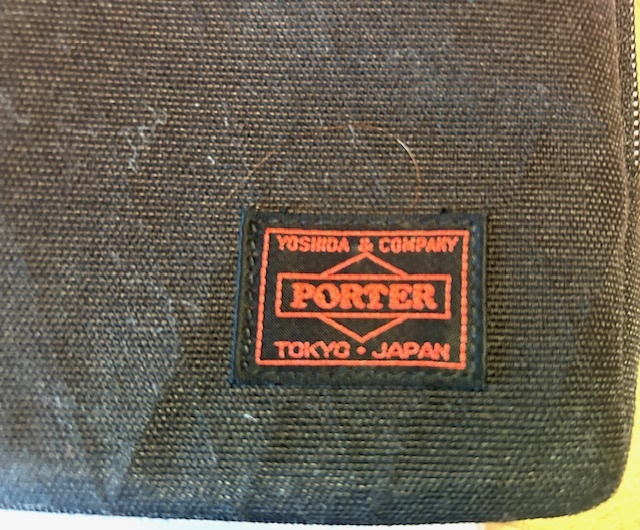 YOSHIDA & COMPANY
PORTER
TOKYO • JAPAN